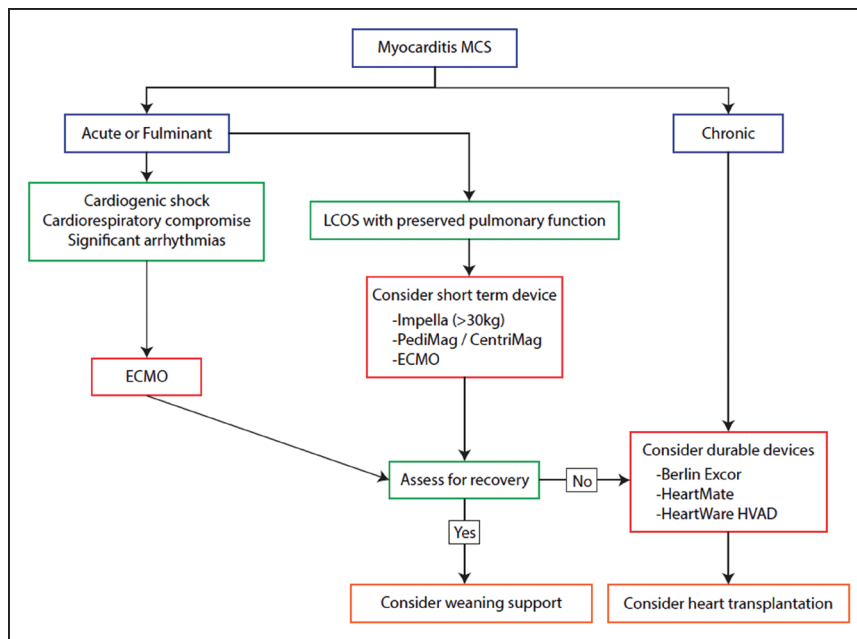 Myocarditis MCS
Acute or Fulminant
Chronic
Cardiogenic shock
Cardiorespiratory compromise
Significant arrhythmias
LCOS with preserved pulmonary function
Consider short term device
-Impella (>30kg)
-PediMag / CentriMag
-ECMO
ECMO
Assess for recovery
No
Consider durable devices
-Berlin Excor
-HeartMate
-HeartWare HVAD
Yes
Consider weaning support
Consider heart transplantation